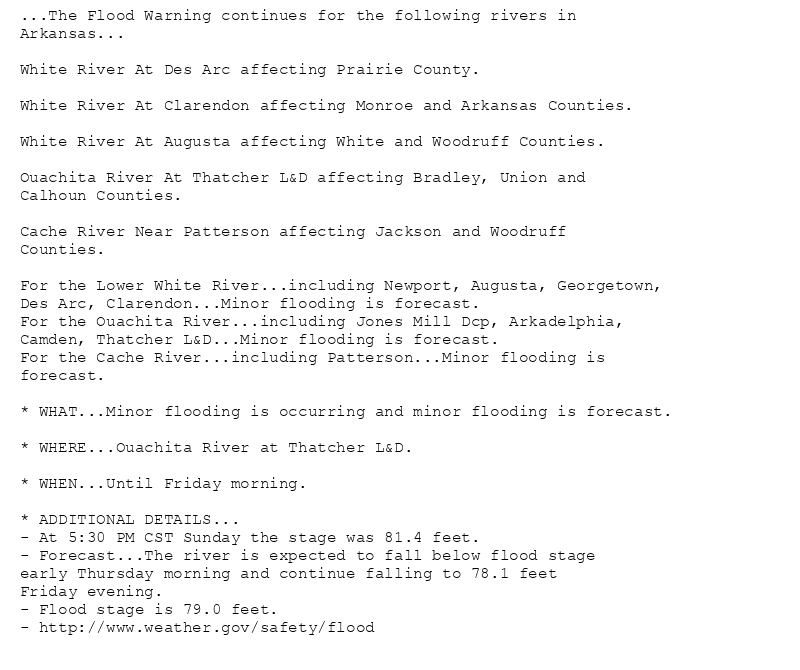 ...The Flood Warning continues for the following rivers in
Arkansas...
White River At Des Arc affecting Prairie County.
White River At Clarendon affecting Monroe and Arkansas Counties.
White River At Augusta affecting White and Woodruff Counties.
Ouachita River At Thatcher L&D affecting Bradley, Union and
Calhoun Counties.
Cache River Near Patterson affecting Jackson and Woodruff
Counties.
For the Lower White River...including Newport, Augusta, Georgetown,
Des Arc, Clarendon...Minor flooding is forecast.
For the Ouachita River...including Jones Mill Dcp, Arkadelphia,
Camden, Thatcher L&D...Minor flooding is forecast.
For the Cache River...including Patterson...Minor flooding is
forecast.
* WHAT...Minor flooding is occurring and minor flooding is forecast.
* WHERE...Ouachita River at Thatcher L&D.
* WHEN...Until Friday morning.
* ADDITIONAL DETAILS...
- At 5:30 PM CST Sunday the stage was 81.4 feet.
- Forecast...The river is expected to fall below flood stage
early Thursday morning and continue falling to 78.1 feet
Friday evening.
- Flood stage is 79.0 feet.
- http://www.weather.gov/safety/flood